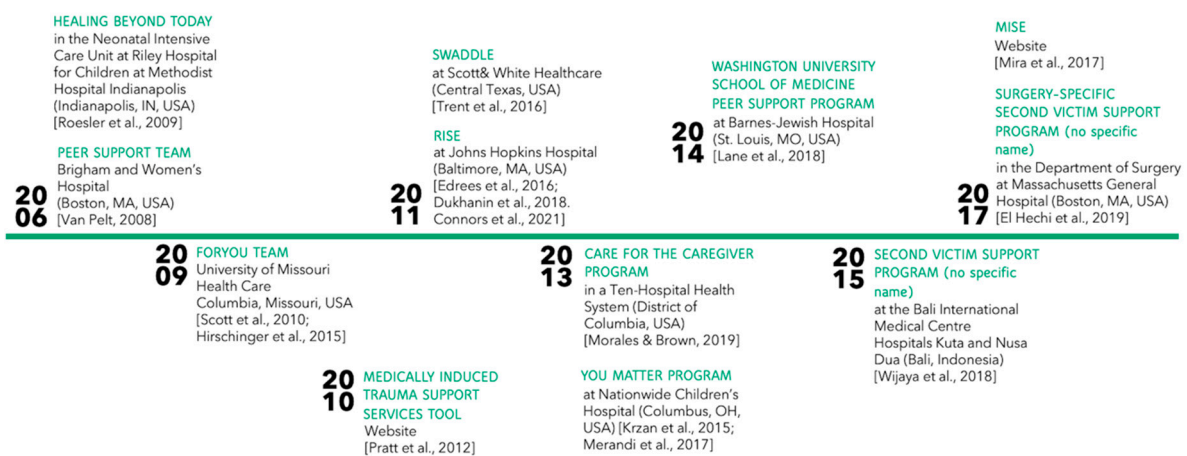 HEALING BEYOND TODAY
in the Neonatal Intensive
Care Unit at Riley Hospital
for Children at Methodist
Hospital Indianapolis
(Indianapolis, IN, USA)
[Roesler et al., 2009]
PEER SUPPORT TEAM
Brigham and Women's
Hospital
(Boston, MA, USA)
[Van Pelt, 2008]
20
06
20
09
FORYOU TEAM
University of Missouri
Health Care
Columbia, Missouri, USA
[Scott et al., 2010;
Hirschinger et al., 2015]
20
10
MEDICALLY INDUCED
TRAUMA SUPPORT
SERVICES TOOL
Website
[Pratt et al., 2012]
SWADDLE
at Scott& White Healthcare
(Central Texas, USA)
[Trent et al., 2016]
RISE
at Johns Hopkins Hospital
(Baltimore, MA, USA)
[Edrees et al., 2016;
Dukhanin et al., 2018.
Connors et al., 2021]
20
11
20
13
CARE FOR THE CAREGIVER
PROGRAM
in a Ten-Hospital Health
System (District of
Columbia, USA)
[Morales & Brown, 2019]
YOU MATTER PROGRAM
at Nationwide Children's
Hospital (Columbus, OH,
USA) [Krzan et al., 2015;
Merandi et al., 2017]
WASHINGTON UNIVERSITY
SCHOOL OF MEDICINE
PEER SUPPORT PROGRAM
at Barnes-Jewish Hospital
(St. Louis, MO, USA)
[Lane et al., 2018]
20
14
20
15
SECOND VICTIM SUPPORT
PROGRAM (no specific
name)
at the Bali International
Medical Centre
Hospitals Kuta and Nusa
Dua (Bali, Indonesia)
[Wijaya et al., 2018]
MISE
Website
[Mira et al., 2017]
SURGERY-SPECIFIC
SECOND VICTIM SUPPORT
PROGRAM (no specific
name)
in the Department of Surgery
at Massachusetts General
Hospital (Boston, MA, USA)
[El Hechi et al., 2019]
20
17